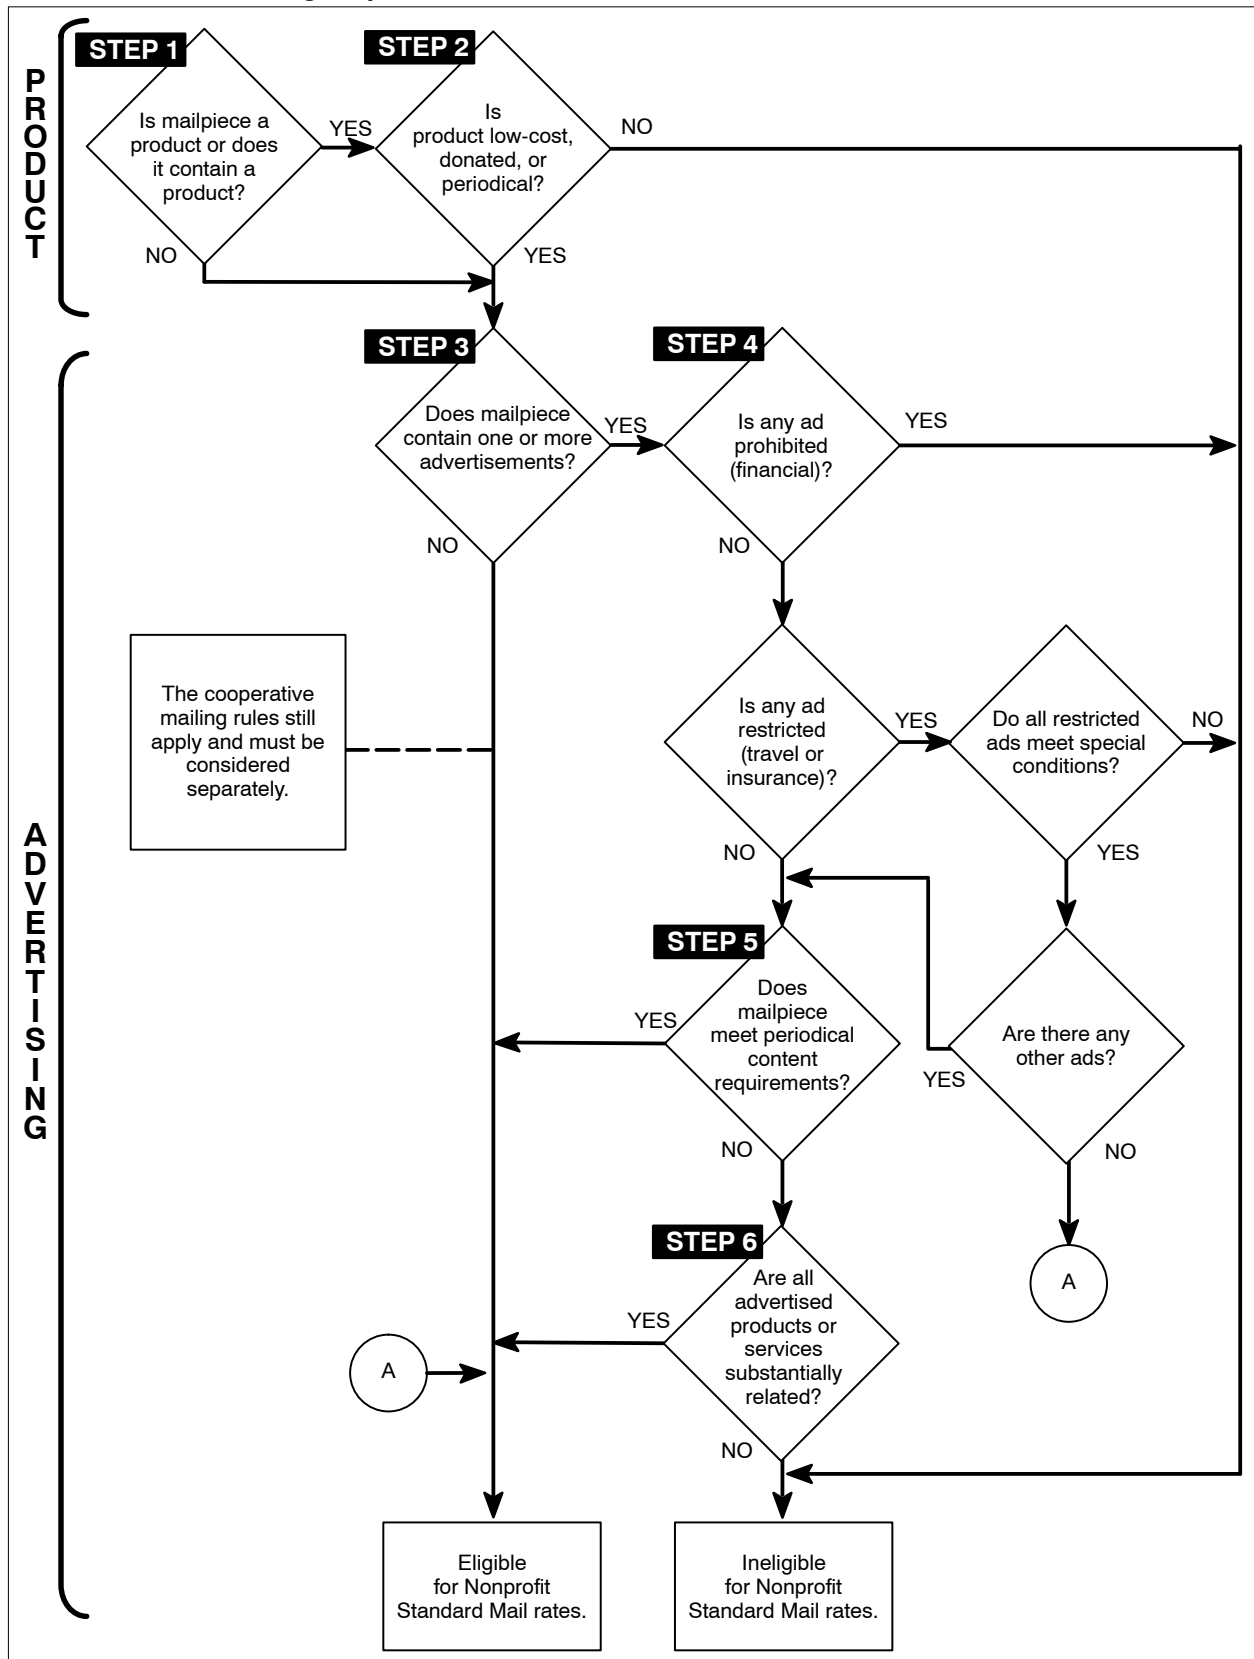 PRODUCT
STEP 1
Is mailpiece a
product or does
it contain a
product?
YES
NO
STEP 2
Is
product low-cost,
donated, or
periodical?
NO
YES
ADVERTISING
STEP 3
Does mailpiece
contain one or more
advertisements?
YES
NO
STEP 4
Is any ad
prohibited
(financial)?
YES
NO
The cooperative
mailing rules still
apply and must be
considered
separately.
Is any ad
restricted
(travel or
insurance)?
YES
NO
Do all restricted
ads meet special
conditions?
NO
YES
STEP 5
Does
mailpiece
meet periodical
content
requirements?
YES
NO
Are there any
other ads?
YES
NO
A
STEP 6
Are all
advertised
products or
services
substantially
related?
YES
NO
A
Eligible
for Nonprofit
Standard Mail rates.
Ineligible
for Nonprofit
Standard Mail rates.